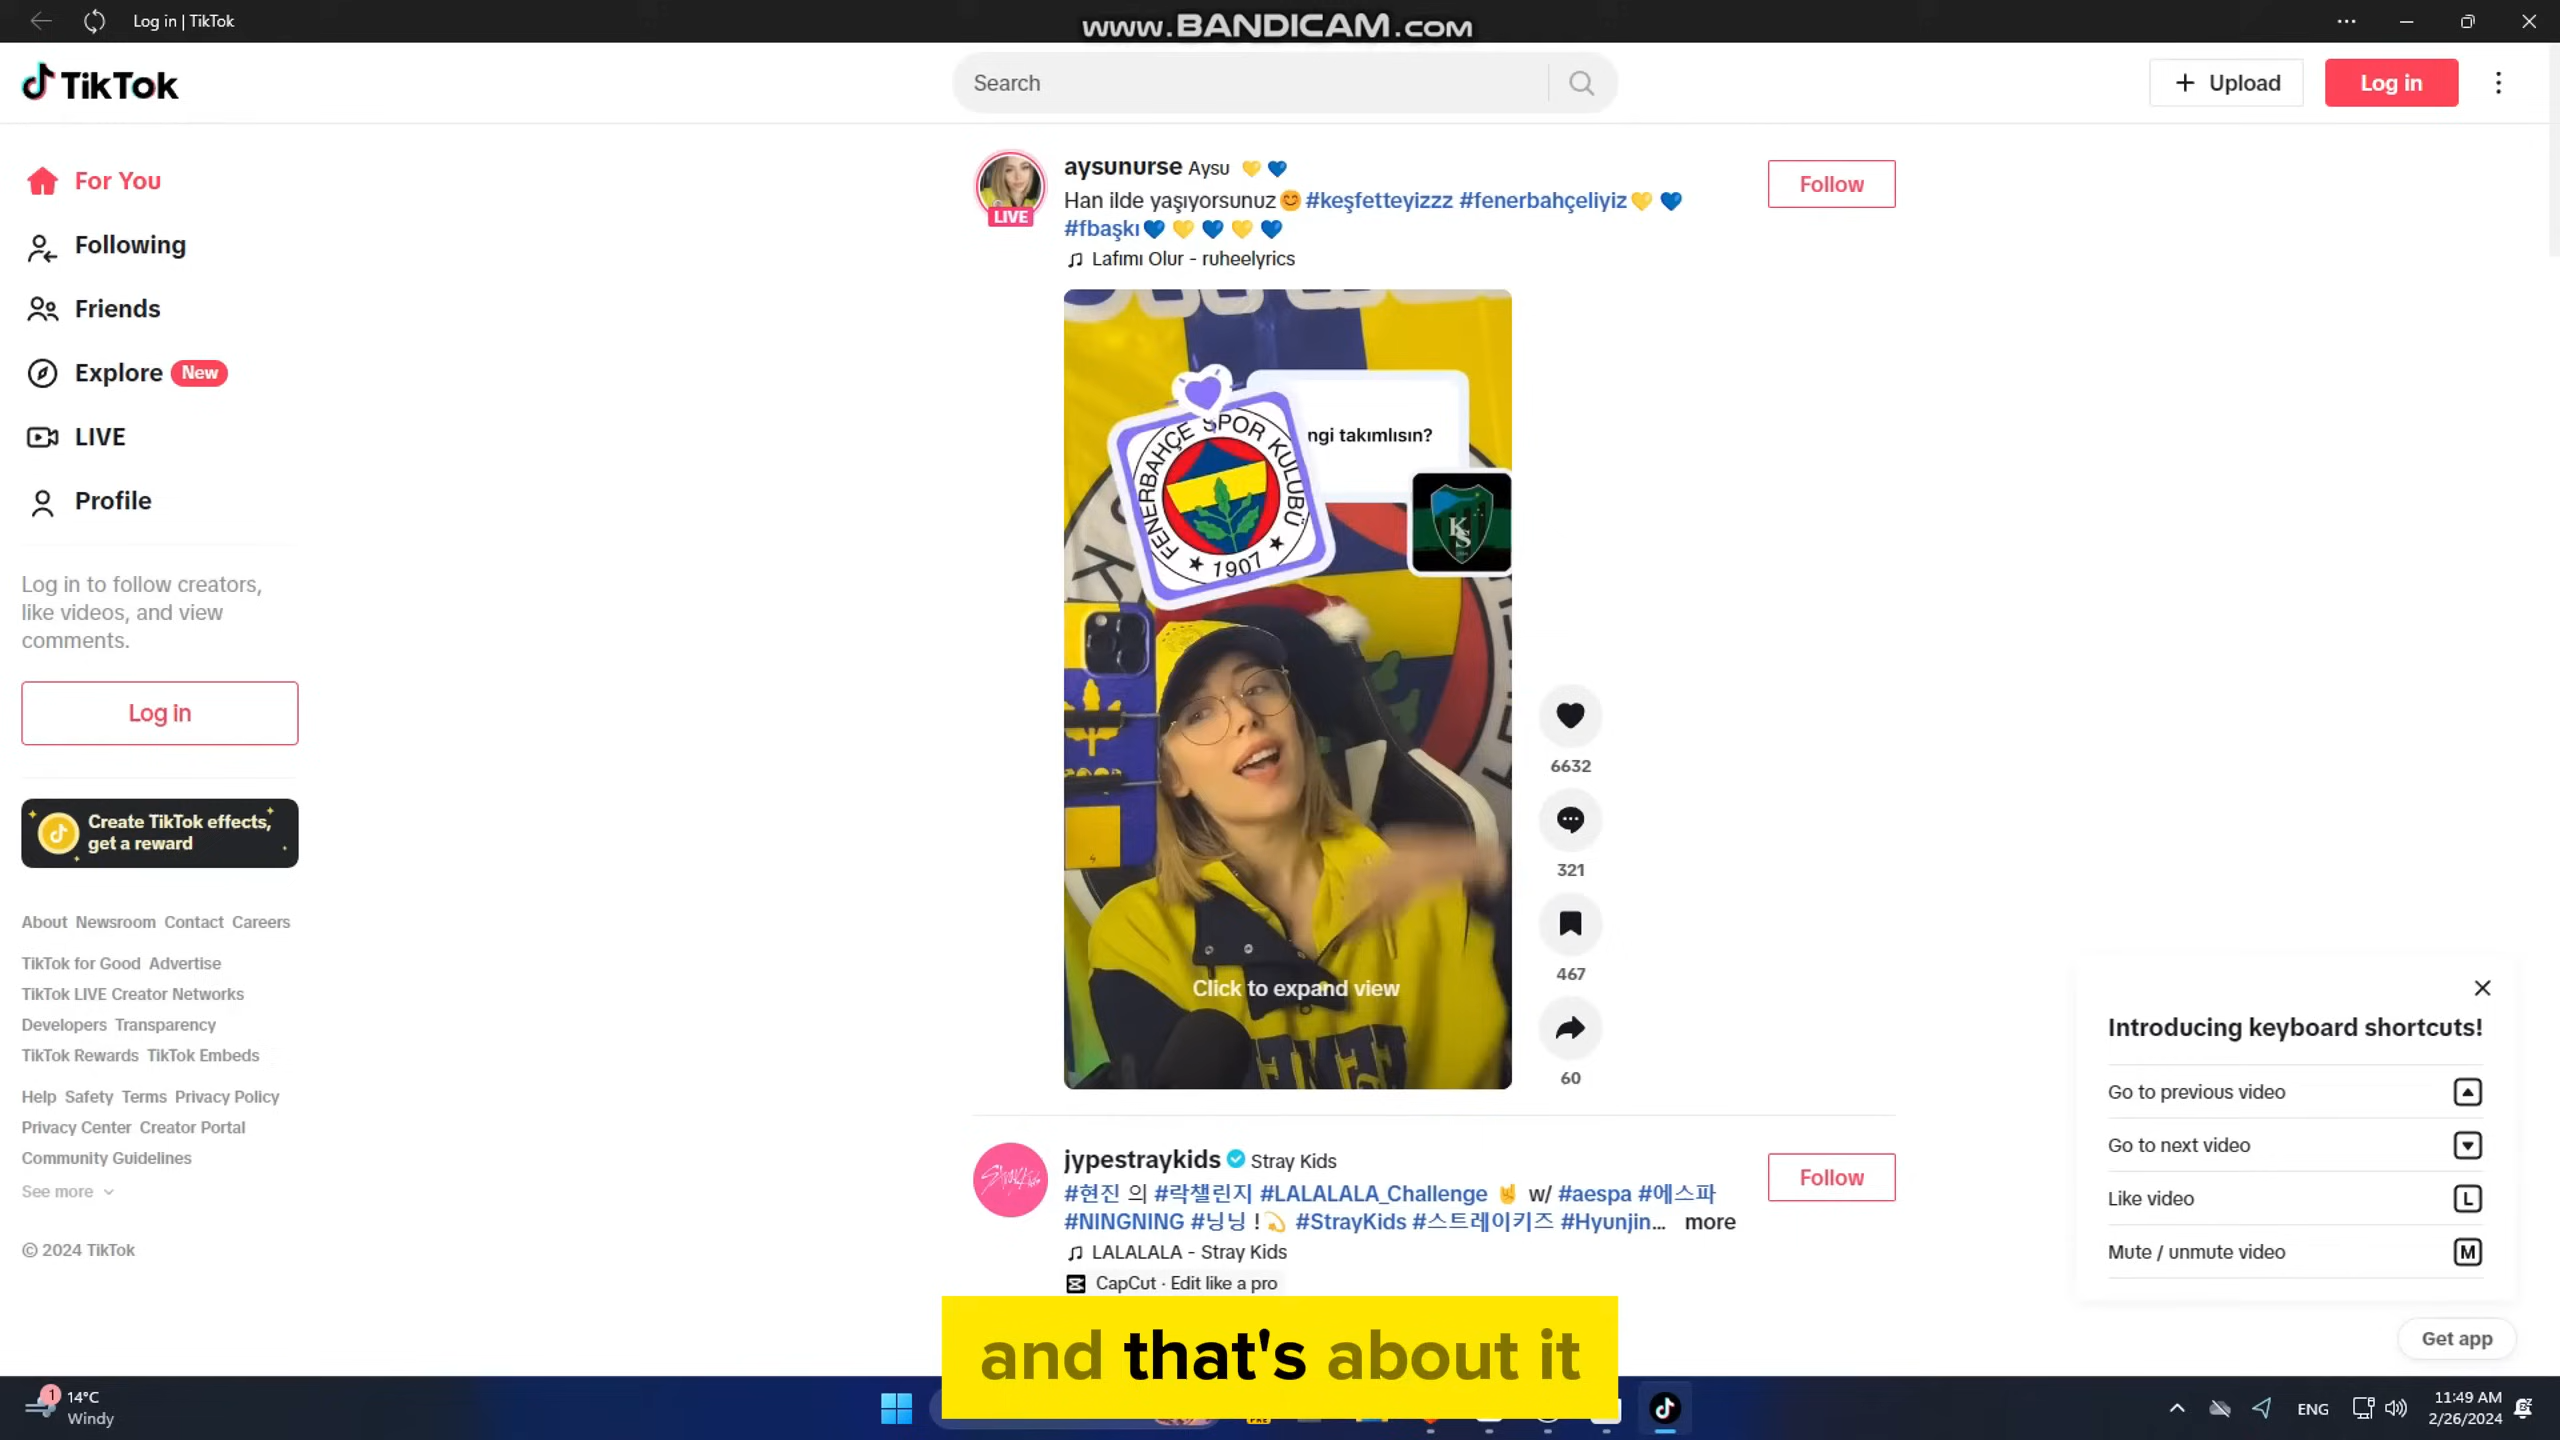 Log in | TikTok
www.BANDICAM.com
TikTok
Search
Upload
Log in
For You
Following
Friends
Explore New
LIVE
Profile
Log in to follow creators,
like videos, and view
comments.
Log in
Create TikTok effects,
get a reward
About Newsroom Contact Careers
TikTok for Good Advertise
TikTok LIVE Creator Networks
Developers Transparency
TikTok Rewards TikTok Embeds
Help Safety Terms Privacy Policy
Privacy Center Creator Portal
Community Guidelines
See more
© 2024 TikTok
aysunurse Aysu 💛💙
Han ilde yaşıyorsunuz😊 #keşfetteyizzz #fenerbahçeliyiz💛💙
#fbaşkı💙💛💙💛💙
Lafımı Olur - ruheelyrics
LIVE
Follow
ngi takımlısın?
FENERBAHÇE SPOR KULÜBÜ
★ 1907 ★
KS
Click to expand view
6632
321
467
60
jypestraykids Stray Kids
#현진 의 #락챌린지 #LALALALA_Challenge 🤘 w/ #aespa #에스파
#NINGNING #닝닝 !💫 #StrayKids #스트레이키즈 #Hyunjin... more
LALALALA - Stray Kids
CapCut · Edit like a pro
Follow
Introducing keyboard shortcuts!
Go to previous video
Go to next video
Like video L
Mute / unmute video M
Get app
and that's about it
1
14°C
Windy
PRE
ENG
11:49 AM
2/26/2024